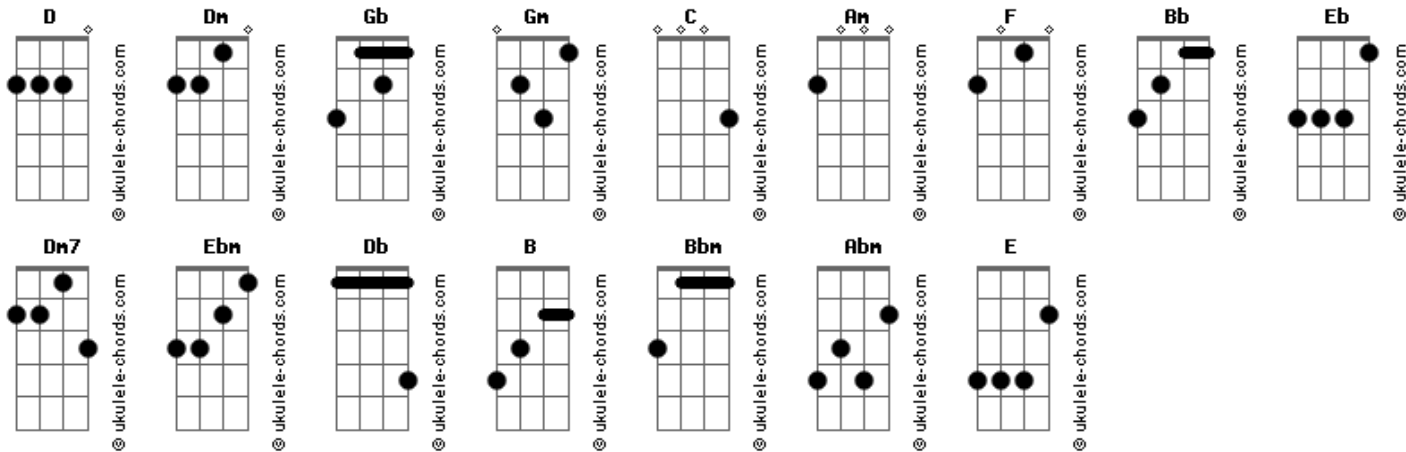 D Dm Gb Gm C Am F Bb Eb
© ukulele-chords.com © ukulele-chords.com © ukulele-chords.com © ukulele-chords.com © ukulele-chords.com © ukulele-chords.com © ukulele-chords.com © ukulele-chords.com © ukulele-chords.com
Dm7 Ebm Db B Bbm Abm E
© ukulele-chords.com © ukulele-chords.com © ukulele-chords.com © ukulele-chords.com © ukulele-chords.com © ukulele-chords.com © ukulele-chords.com